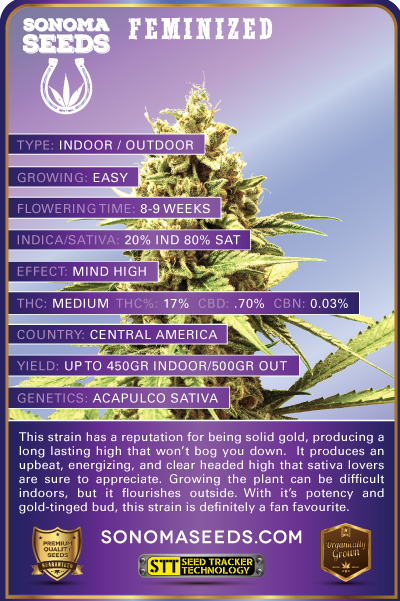 SONOMA
SEEDS
FEMINIZED
TYPE: INDOOR / OUTDOOR
GROWING: EASY
FLOWERING TIME: 8-9 WEEKS
INDICA/SATIVA: 20% IND 80% SAT
EFFECT: MIND HIGH
THC: MEDIUM THC%: 17% CBD: .70% CBN: 0.03%
COUNTRY: CENTRAL AMERICA
YIELD: UP TO 450GR INDOOR/500GR OUT
GENETICS: ACAPULCO SATIVA
This strain has a reputation for being solid gold, producing a
long lasting high that won't bog you down. It produces an
upbeat, energizing, and clear headed high that sativa lovers
are sure to appreciate. Growing the plant can be difficult
indoors, but it flourishes outside. With it's potency and
gold-tinged bud, this strain is definitely a fan favourite.
SONOMASEEDS.COM
PREMIUM
QUALITY
SEEDS
GUARANTEED
STT SEED TRACKER
TECHNOLOGY
Organically
Grown